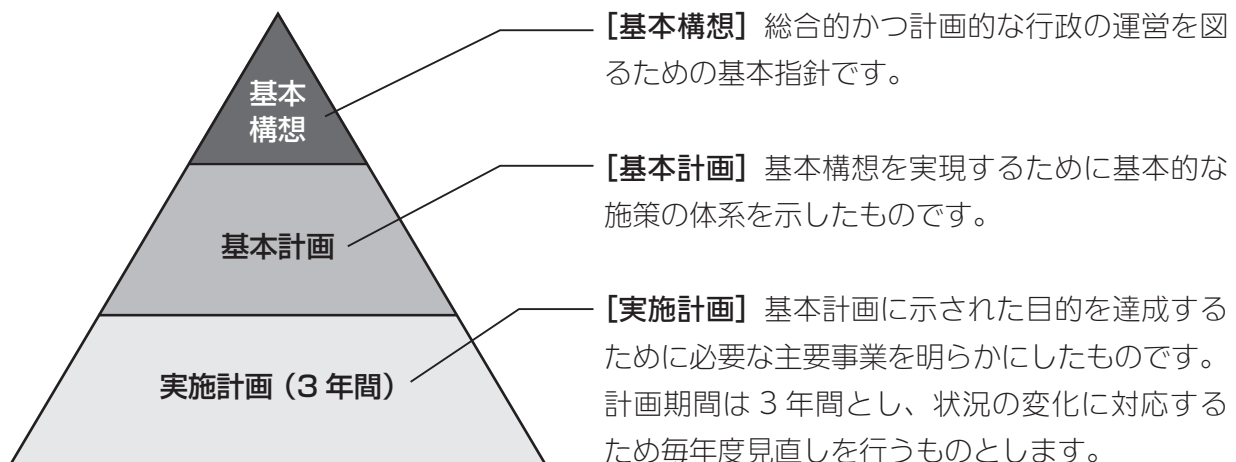 基本
構想
[基本構想] 総合的かつ計画的な行政の運営を図
るための基本指針です。
基本計画
[基本計画] 基本構想を実現するために基本的な
施策の体系を示したものです。
実施計画（3 年間）
[実施計画] 基本計画に示された目的を達成する
ために必要な主要事業を明らかにしたものです。
計画期間は 3 年間とし、状況の変化に対応する
ため毎年度見直しを行うものとします。